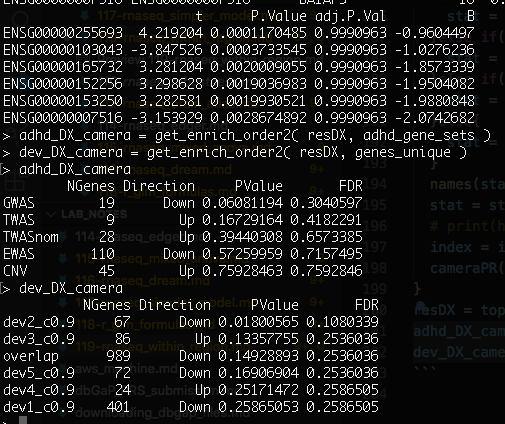 t      P.Value adj.P.Val          B
ENSG00000255693  4.219204 0.0001170485 0.9990963 -0.9604497
ENSG00000103043 -3.847526 0.0003733545 0.9990963 -1.0276236
ENSG00000165732  3.281204 0.0020009055 0.9990963 -1.8573339
ENSG00000152256 -3.299628 0.0019036983 0.9990963 -1.9504082
ENSG00000153250  3.282581 0.0019930521 0.9990963 -1.9880848
ENSG00000007516 -3.153929 0.0028674892 0.9990963 -2.0742682
> adhd_DX_camera = get_enrich_order2( resDX, adhd_gene_sets )
> dev_DX_camera = get_enrich_order2( resDX, genes_unique )
> adhd_DX_camera
NGenes Direction     PValue       FDR
GWAS        19      Down 0.06081194 0.3040597
TWAS         9        Up 0.16729164 0.4182291
TWASnom     28        Up 0.39440308 0.6573385
EWAS       110      Down 0.57259959 0.7157495
CNV         45        Up 0.75928463 0.7592846
> dev_DX_camera
NGenes Direction     PValue       FDR
dev2_c0.9     67      Down 0.01800565 0.1080339
dev3_c0.9     86        Up 0.13357755 0.2536036
overlap      989      Down 0.14928893 0.2536036
dev5_c0.9     72      Down 0.16906904 0.2536036
dev4_c0.9     24        Up 0.25171472 0.2586505
dev1_c0.9    401      Down 0.25865053 0.2586505
>